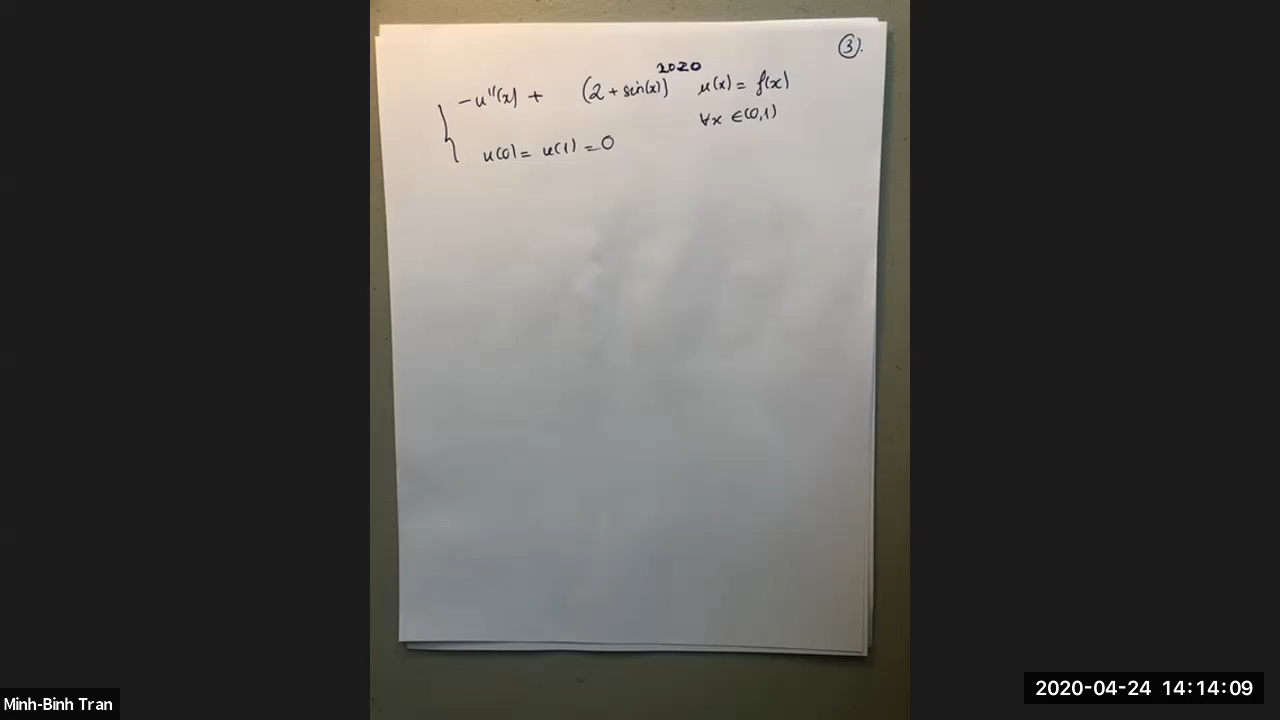 ③.
-u''(x) + (2 + sin(x))²⁰²⁰ u(x) = f(x)
∀x ∈ (0,1)
u(0) = u(1) = 0
Minh-Binh Tran
2020-04-24 14:14:09